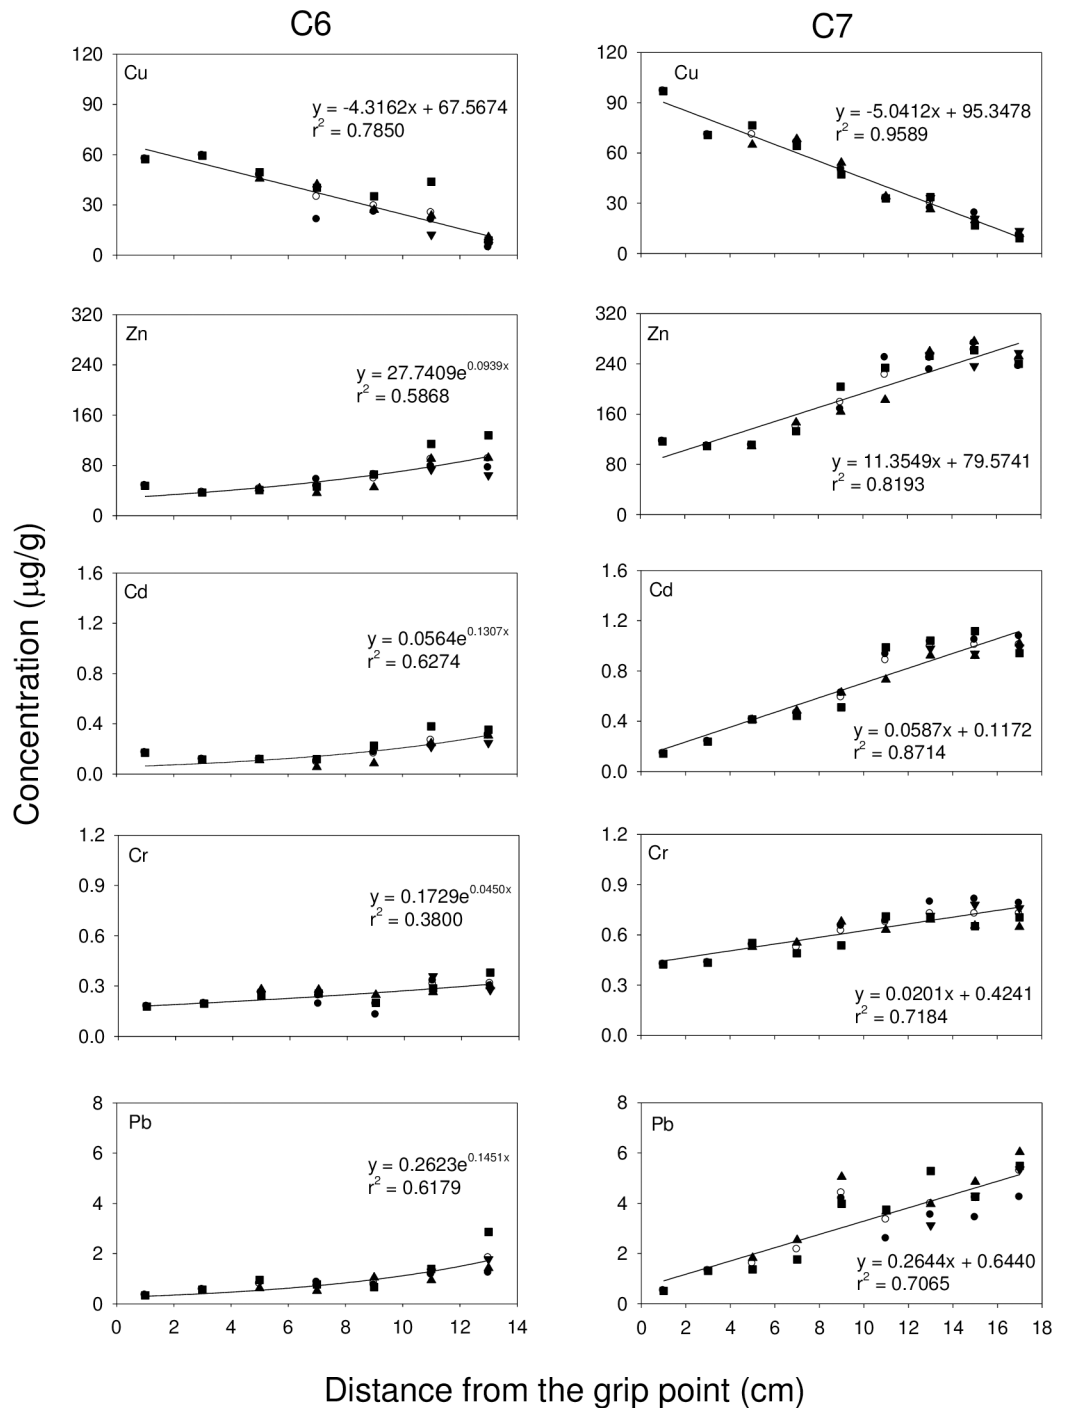 C6
C7
Concentration (µg/g)
120
90
60
30
0
Cu
y = -4.3162x + 67.5674
r² = 0.7850
120
90
60
30
0
Cu
y = -5.0412x + 95.3478
r² = 0.9589
320
240
160
80
0
Zn
y = 27.7409e^0.0939x
r² = 0.5868
320
240
160
80
0
Zn
y = 11.3549x + 79.5741
r² = 0.8193
1.6
1.2
0.8
0.4
0.0
Cd
y = 0.0564e^0.1307x
r² = 0.6274
1.6
1.2
0.8
0.4
0.0
Cd
y = 0.0587x + 0.1172
r² = 0.8714
1.2
0.9
0.6
0.3
0.0
Cr
y = 0.1729e^0.0450x
r² = 0.3800
1.2
0.9
0.6
0.3
0.0
Cr
y = 0.0201x + 0.4241
r² = 0.7184
8
6
4
2
0
Pb
y = 0.2623e^0.1451x
r² = 0.6179
0 2 4 6 8 10 12 14
8
6
4
2
0
Pb
y = 0.2644x + 0.6440
r² = 0.7065
0 2 4 6 8 10 12 14 16 18
Distance from the grip point (cm)